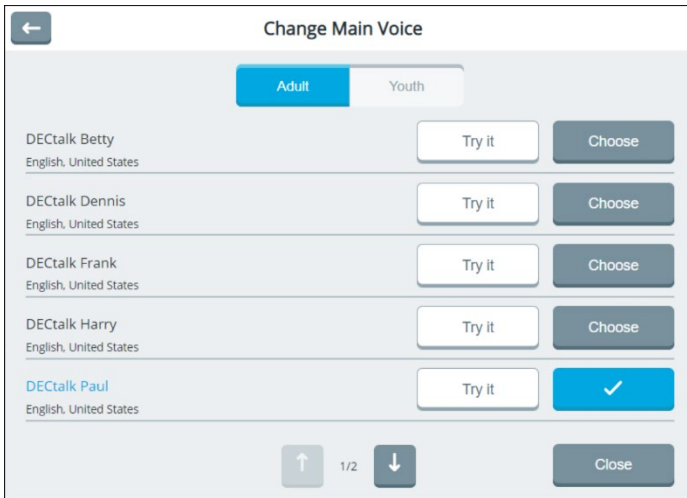 Change Main Voice
Adult Youth
DECtalk Betty
English, United States
Try it Choose
DECtalk Dennis
English, United States
Try it Choose
DECtalk Frank
English, United States
Try it Choose
DECtalk Harry
English, United States
Try it Choose
DECtalk Paul
English, United States
Try it
1/2
Close